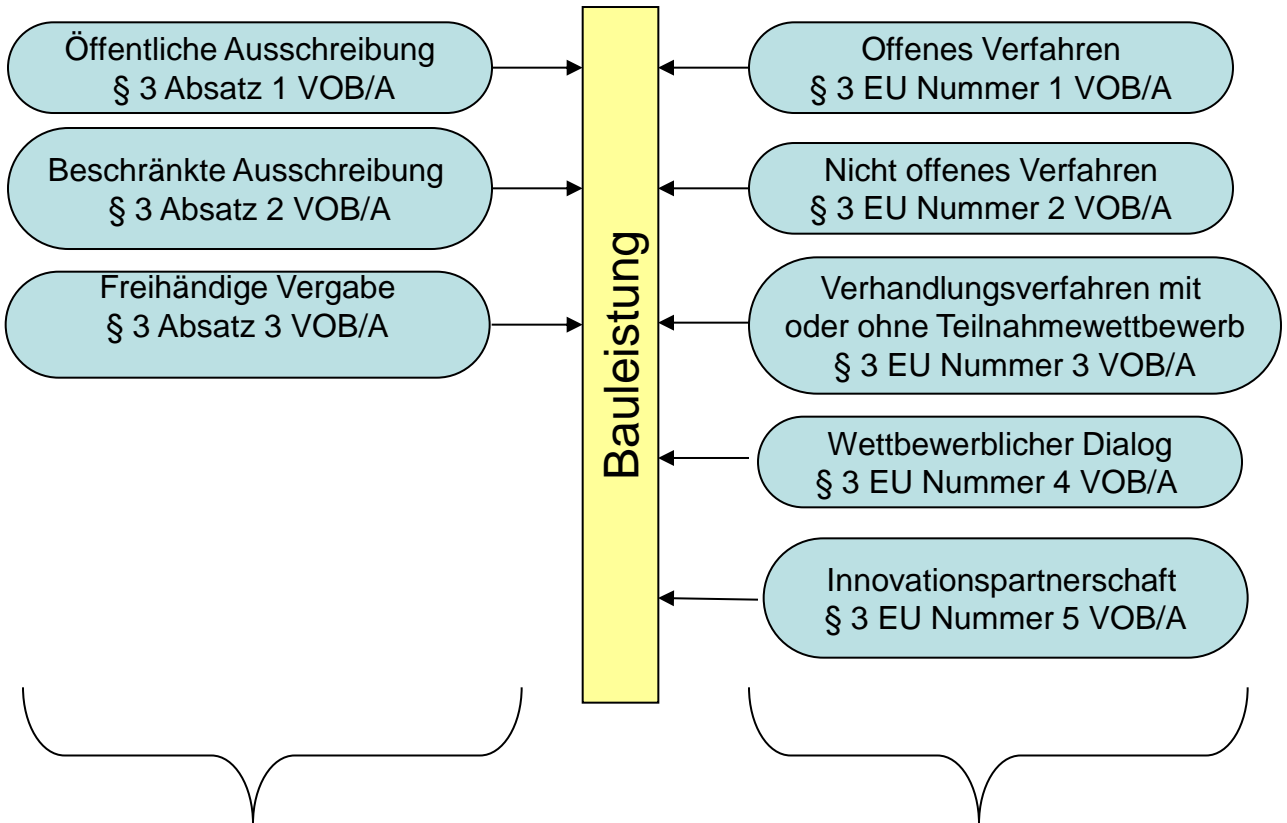 Öffentliche Ausschreibung
§ 3 Absatz 1 VOB/A
Beschränkte Ausschreibung
§ 3 Absatz 2 VOB/A
Freihändige Vergabe
§ 3 Absatz 3 VOB/A
Bauleistung
Offenes Verfahren
§ 3 EU Nummer 1 VOB/A
Nicht offenes Verfahren
§ 3 EU Nummer 2 VOB/A
Verhandlungsverfahren mit
oder ohne Teilnahmewettbewerb
§ 3 EU Nummer 3 VOB/A
Wettbewerblicher Dialog
§ 3 EU Nummer 4 VOB/A
Innovationspartnerschaft
§ 3 EU Nummer 5 VOB/A